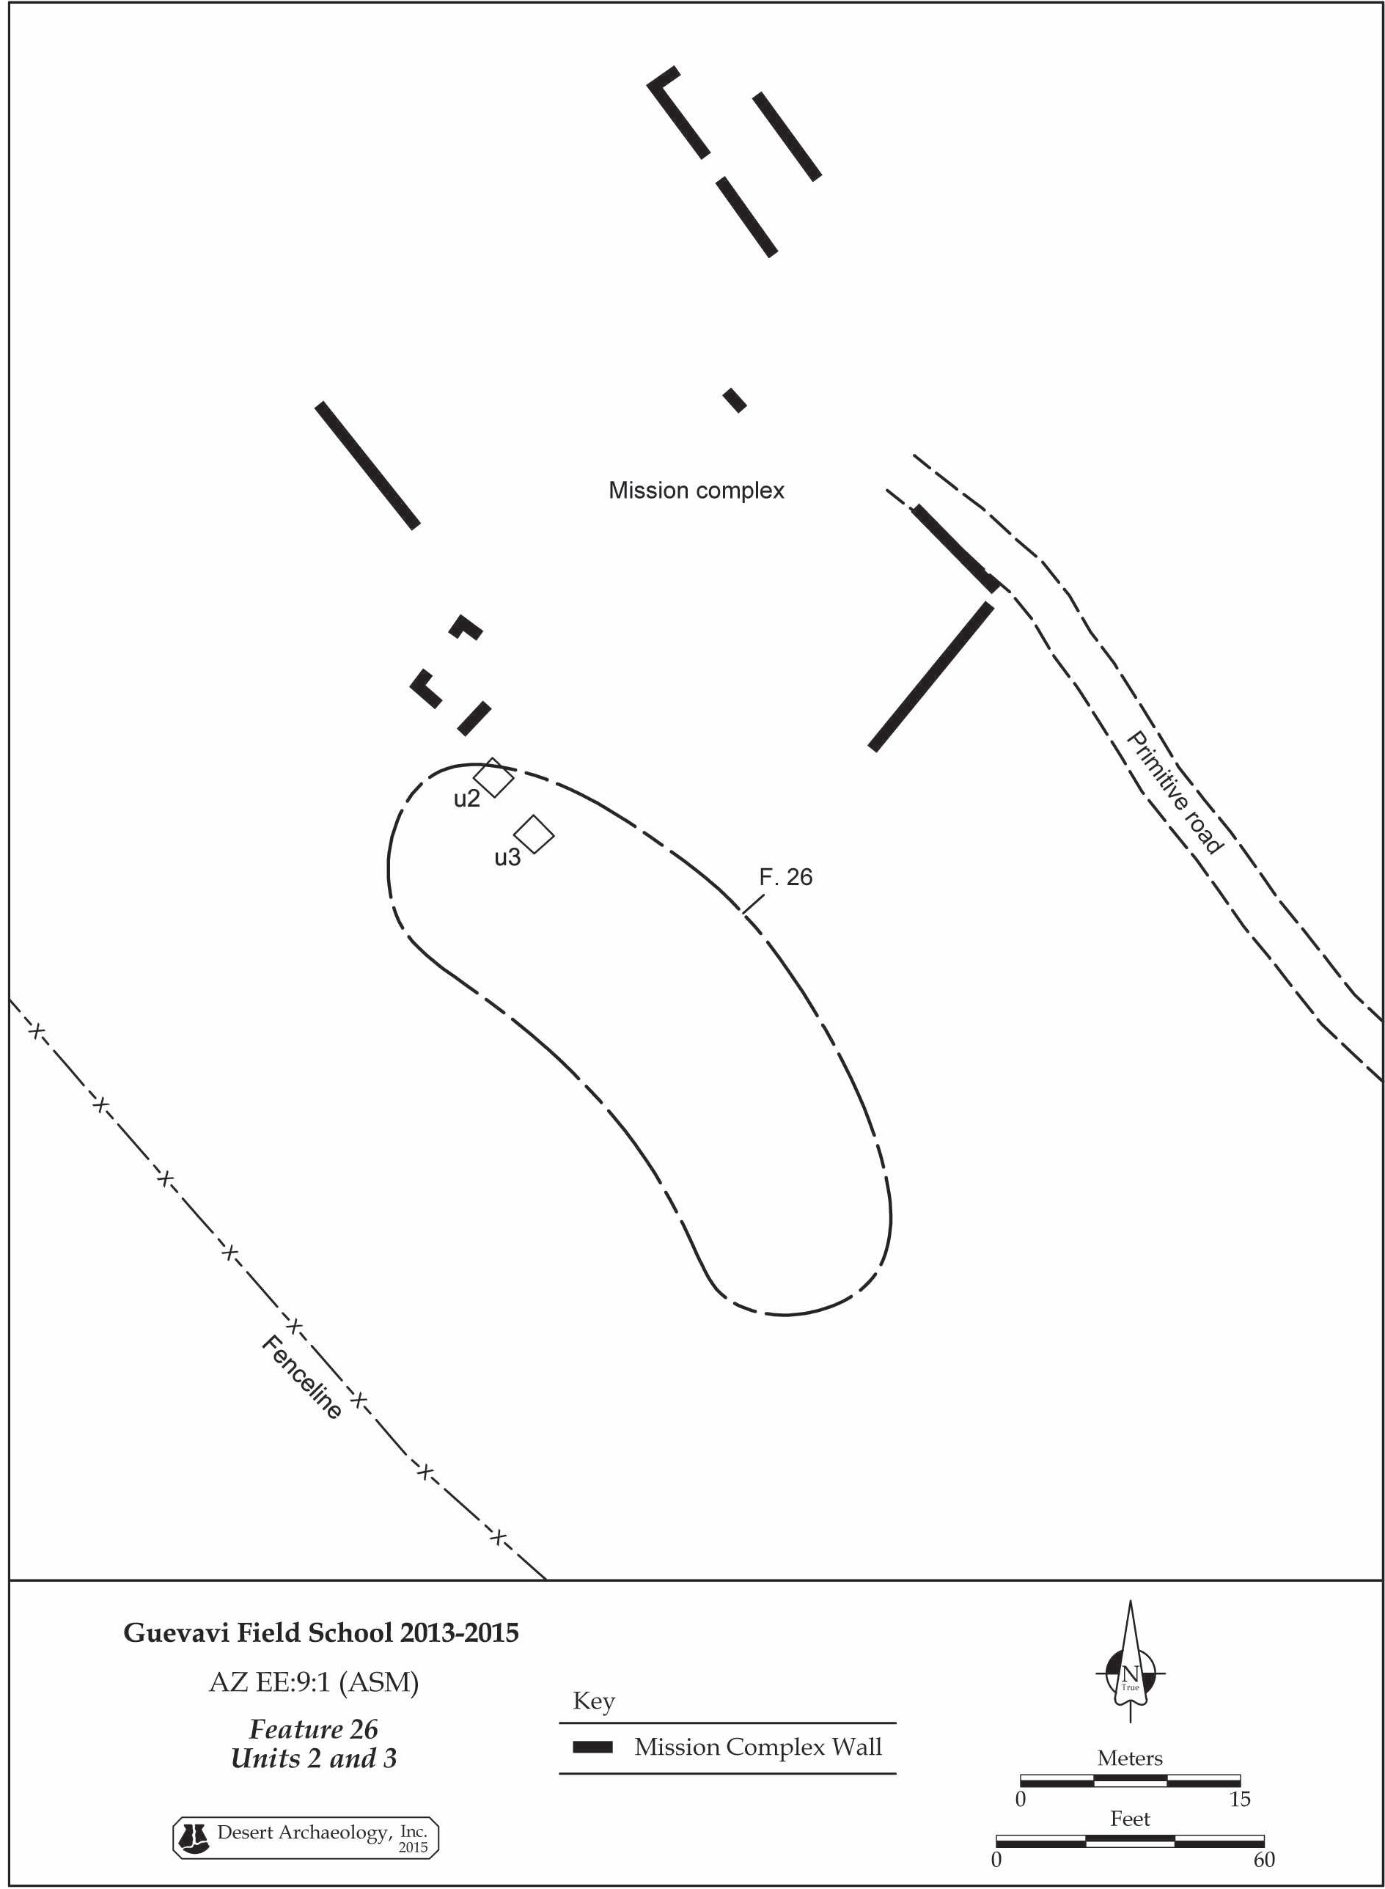 Mission complex
u2
u3
F. 26
Primitive road
Fenceline
Guevavi Field School 2013-2015
AZ EE:9:1 (ASM)
Feature 26
Units 2 and 3
Desert Archaeology, Inc.
2015
Key
Mission Complex Wall
N
True
Meters
0 15
Feet
0 60